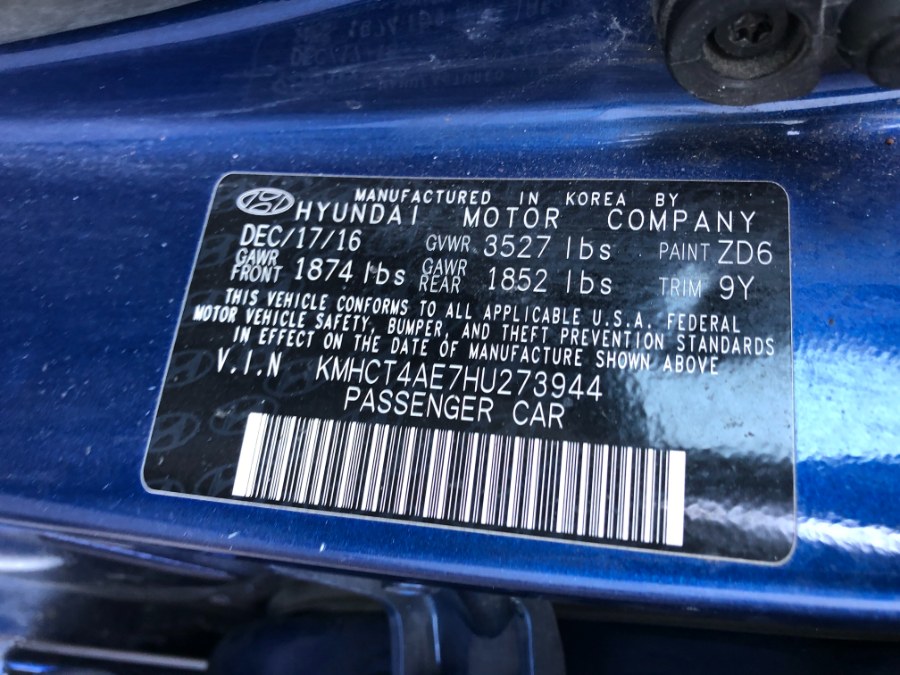 MANUFACTURED IN KOREA BY
HYUNDAI MOTOR COMPANY
DEC/17/16 GVWR 3527 lbs PAINT ZD6
GAWR FRONT 1874 lbs GAWR REAR 1852 lbs TRIM 9Y
THIS VEHICLE CONFORMS TO ALL APPLICABLE U.S.A. FEDERAL
MOTOR VEHICLE SAFETY, BUMPER, AND THEFT PREVENTION STANDARDS
IN EFFECT ON THE DATE OF MANUFACTURE SHOWN ABOVE
V.I.N KMHCT4AE7HU273944
PASSENGER CAR